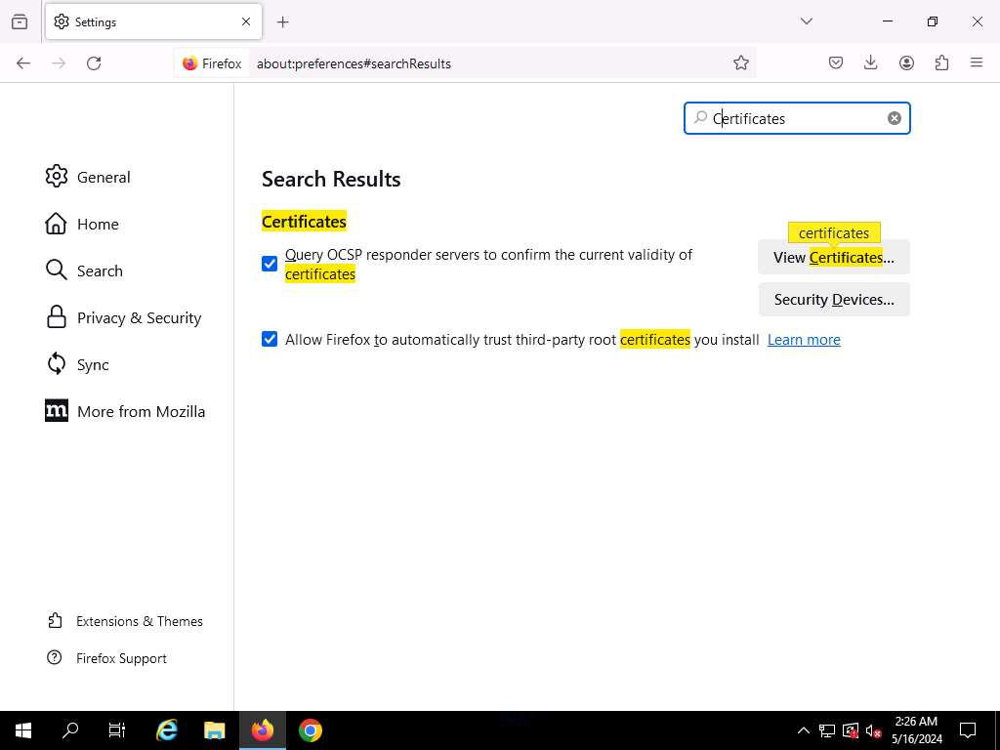 Settings
Firefox
about:preferences#searchResults
Certificates
General
Home
Search
Privacy & Security
Sync
More from Mozilla
Extensions & Themes
Firefox Support
Search Results
Certificates
Query OCSP responder servers to confirm the current validity of
certificates
certificates
View Certificates...
Security Devices...
Allow Firefox to automatically trust third-party root certificates you install Learn more
2:26 AM
5/16/2024